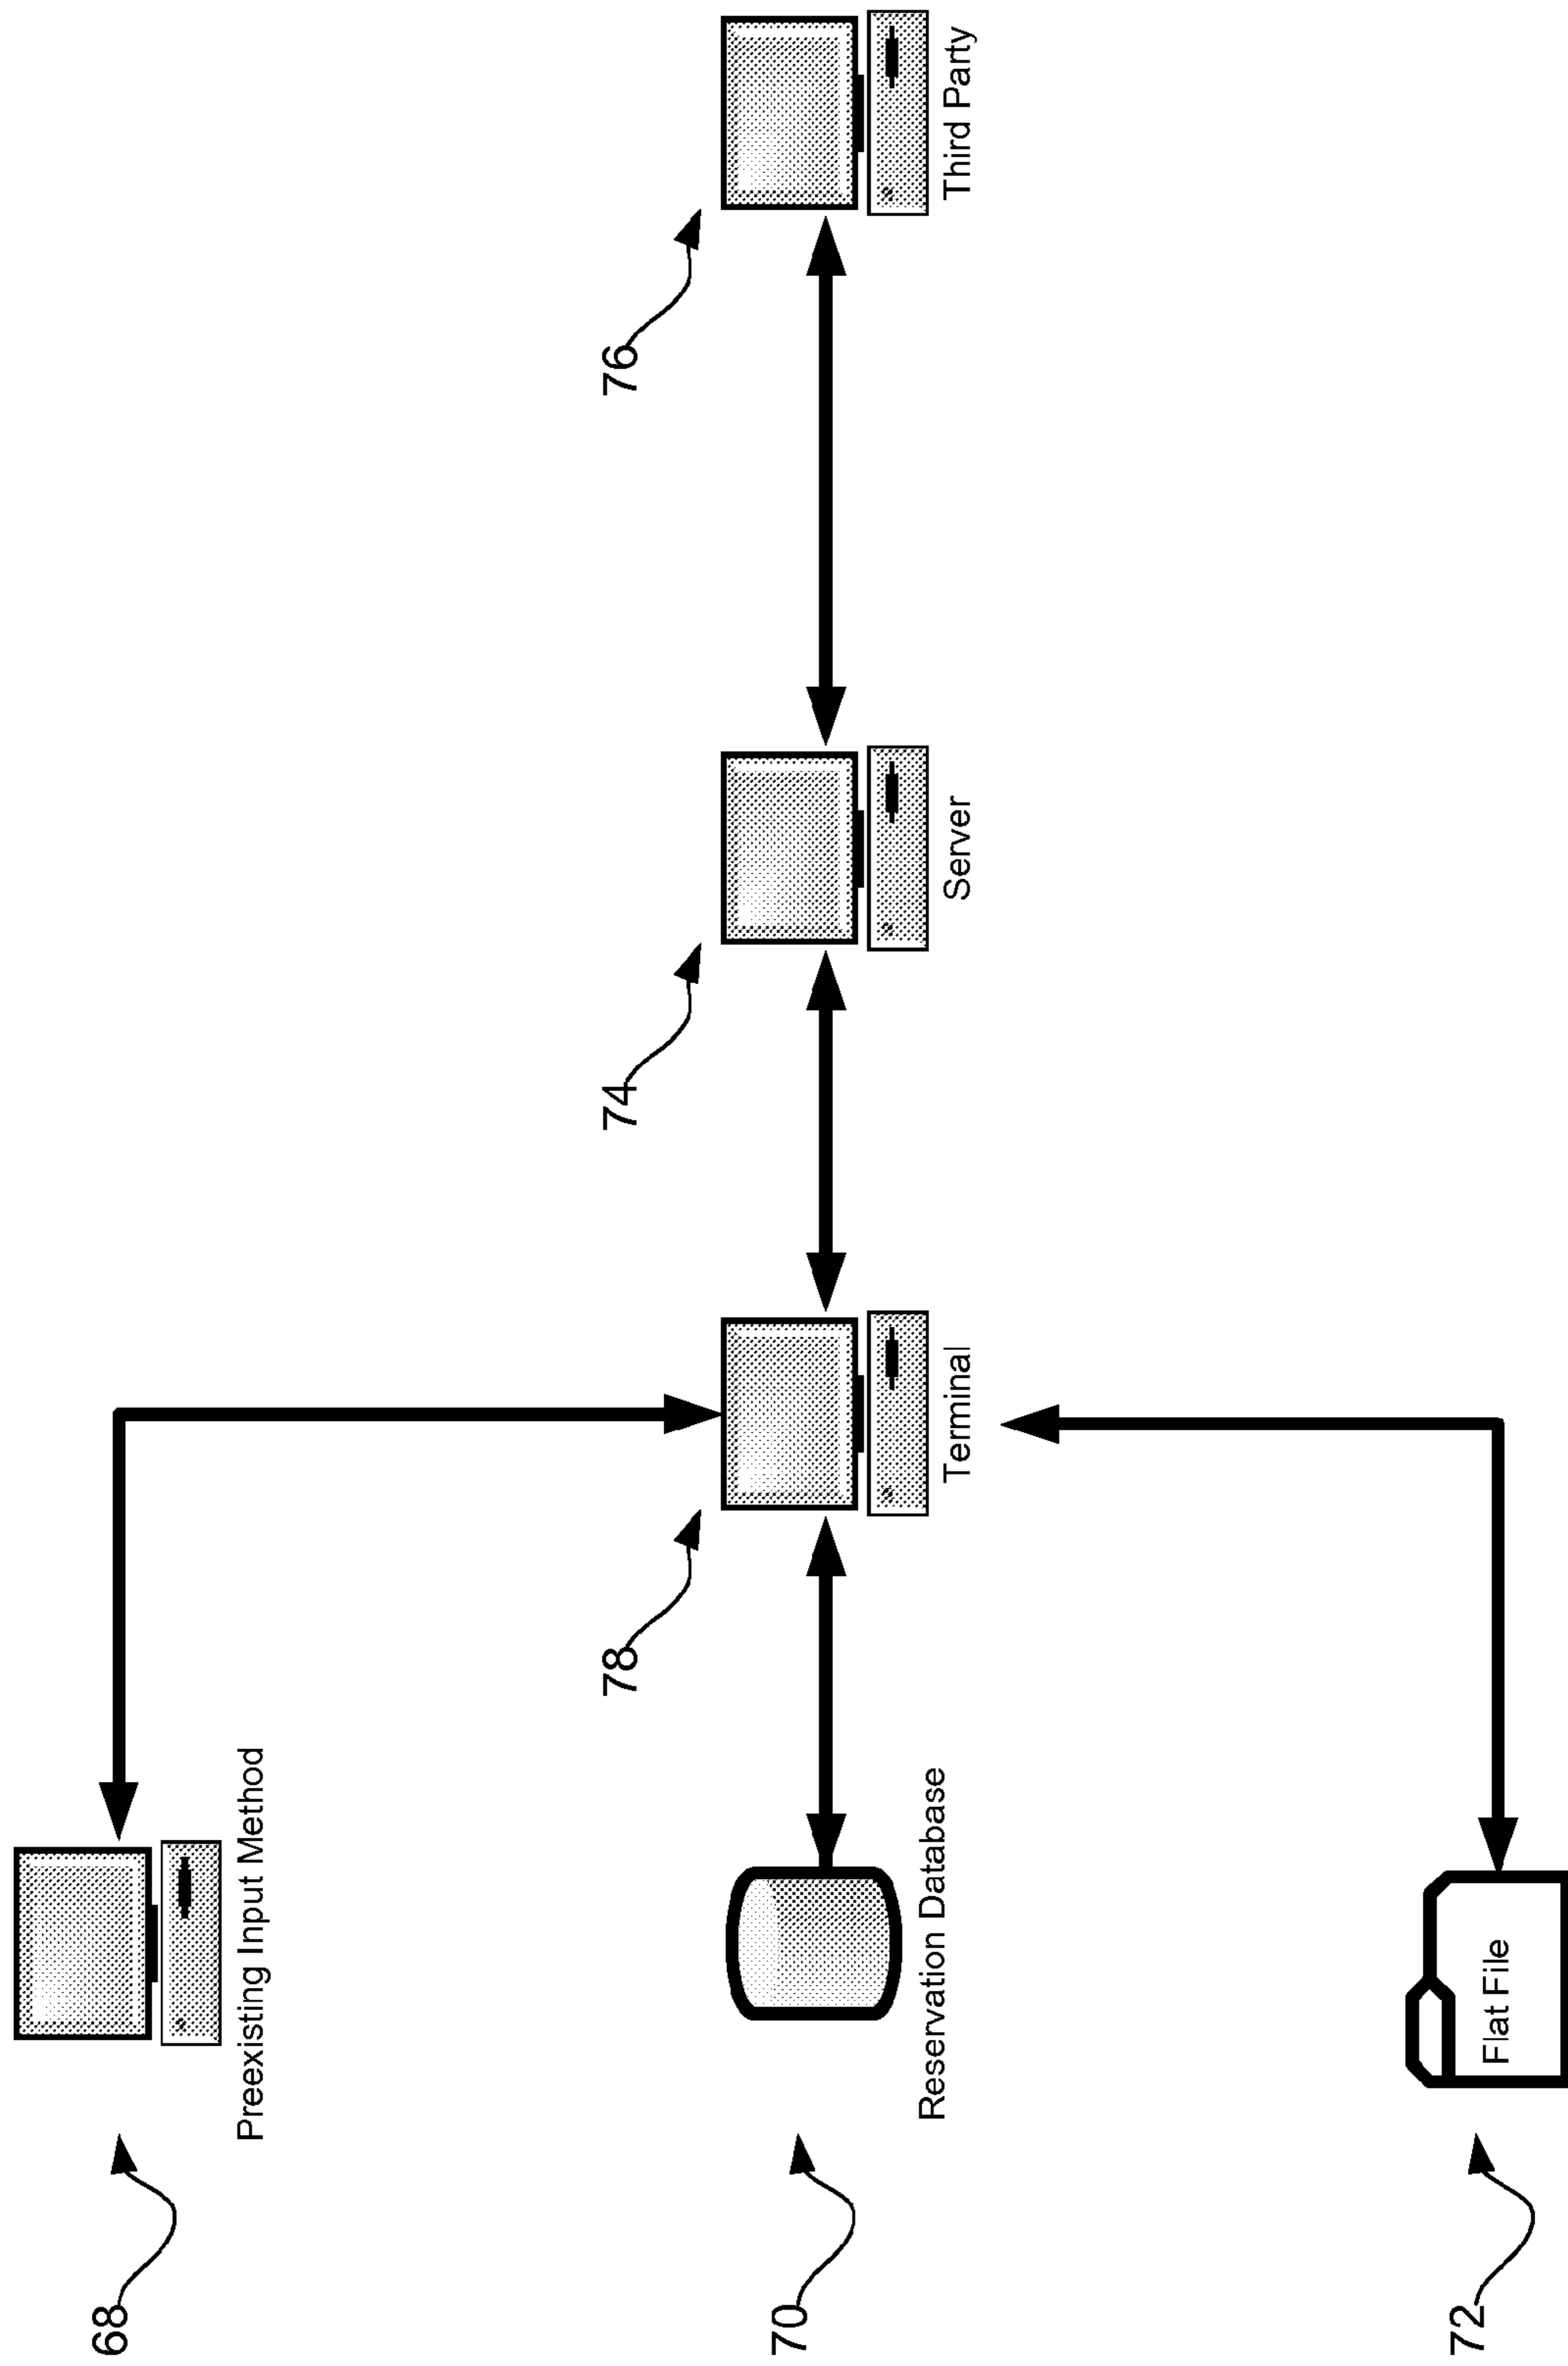 68
Preexisting Input Method
70
Reservation Database
78
Terminal
74
Server
76
Third Party
72
Flat File